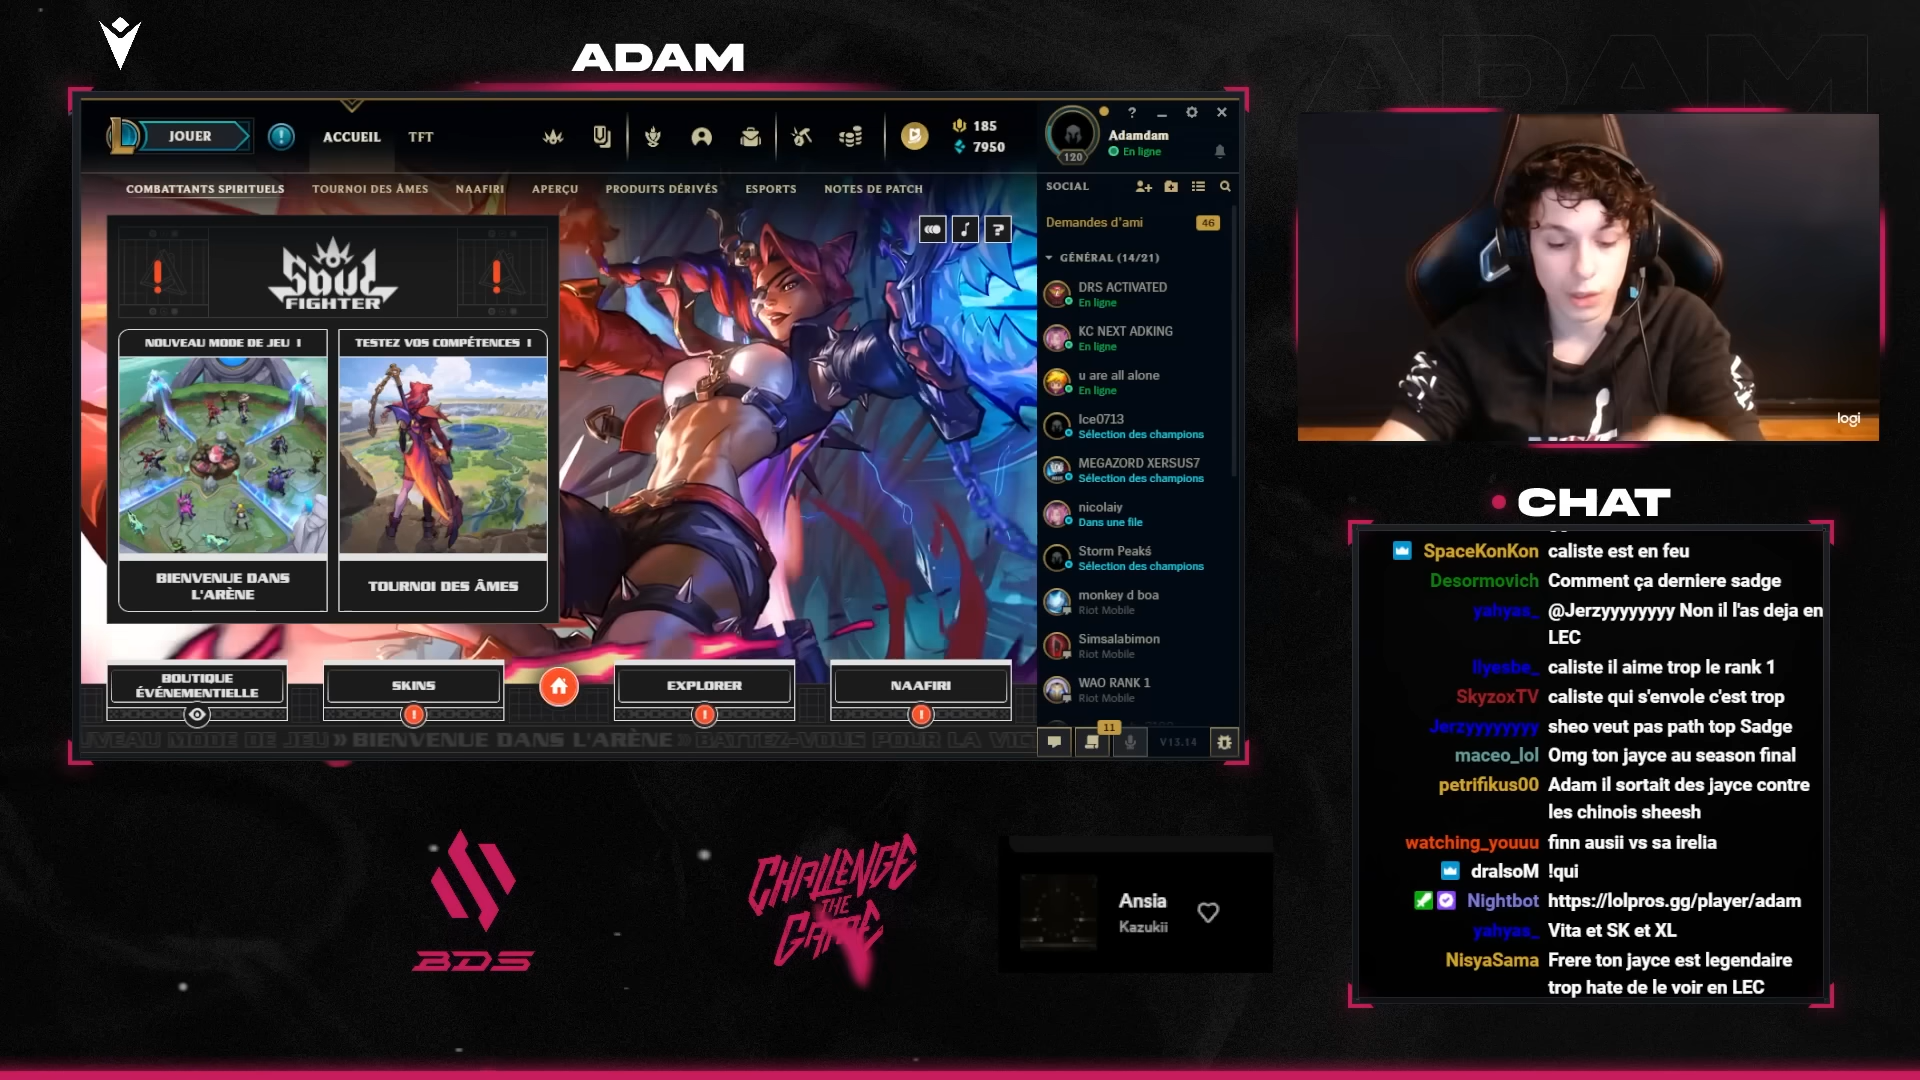 ADAM
JOUER
ACCUEIL
TFT
185
7950
120
?
Adamdam
En ligne
COMBATTANTS SPIRITUELS
TOURNOI DES ÂMES
NAAFIRI
APERÇU
PRODUITS DÉRIVÉS
ESPORTS
NOTES DE PATCH
SOUL
FIGHTER
NOUVEAU MODE DE JEU !
TESTEZ VOS COMPÉTENCES !
BIENVENUE DANS
L'ARÈNE
TOURNOI DES ÂMES
?
BOUTIQUE
ÉVÉNEMENTIELLE
SKINS
EXPLORER
NAAFIRI
UVEAU MODE DE JEU » BIENVENUE DANS L'ARÈNE » BATTEZ-VOUS POUR LA VIC
SOCIAL
Demandes d'ami
46
GÉNÉRAL (14/21)
DRS ACTIVATED
En ligne
KC NEXT ADKING
En ligne
u are all alone
En ligne
Ice0713
Sélection des champions
MEGAZORD XERSUS7
Sélection des champions
nicolaiy
Dans une file
Storm Peakś
Sélection des champions
monkey d boa
Riot Mobile
Simsalabimon
Riot Mobile
WAO RANK 1
Riot Mobile
11
V13.14
logi
CHAT
SpaceKonKon caliste est en feu
Desormovich Comment ça derniere sadge
yahyas_ @Jerzyyyyyyyy Non il l'as deja en
LEC
Ilyesbe_ caliste il aime trop le rank 1
SkyzoxTV caliste qui s'envole c'est trop
Jerzyyyyyyyy sheo veut pas path top Sadge
maceo_lol Omg ton jayce au season final
petrifikus00 Adam il sortait des jayce contre
les chinois sheesh
watching_youuu finn ausii vs sa irelia
dralsoM !qui
Nightbot https://lolpros.gg/player/adam
yahyas_ Vita et SK et XL
NisyaSama Frere ton jayce est legendaire
trop hate de le voir en LEC
BDS
CHALLENGE
THE
GAME
Ansia
Kazukii